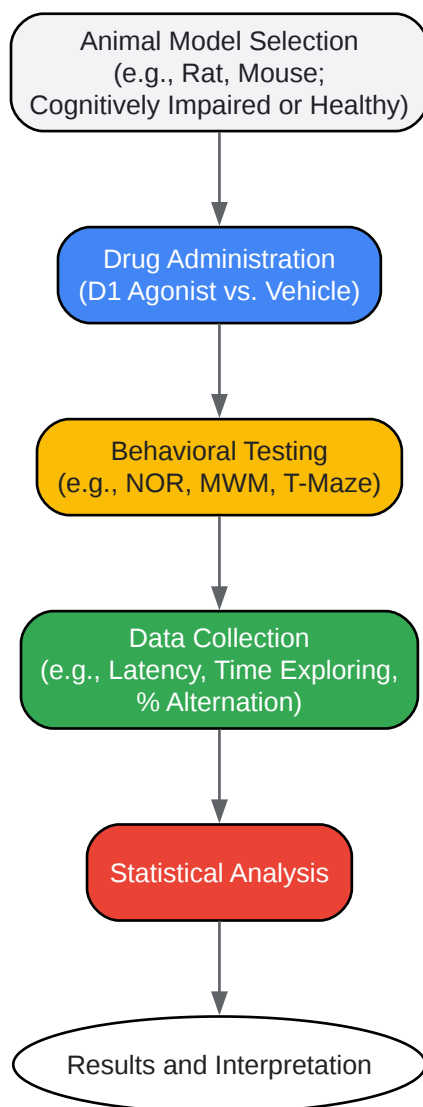 Animal Model Selection
(e.g., Rat, Mouse;
Cognitively Impaired or Healthy)
Drug Administration
(D1 Agonist vs. Vehicle)
Behavioral Testing
(e.g., NOR, MWM, T-Maze)
Data Collection
(e.g., Latency, Time Exploring,
% Alternation)
Statistical Analysis
Results and Interpretation